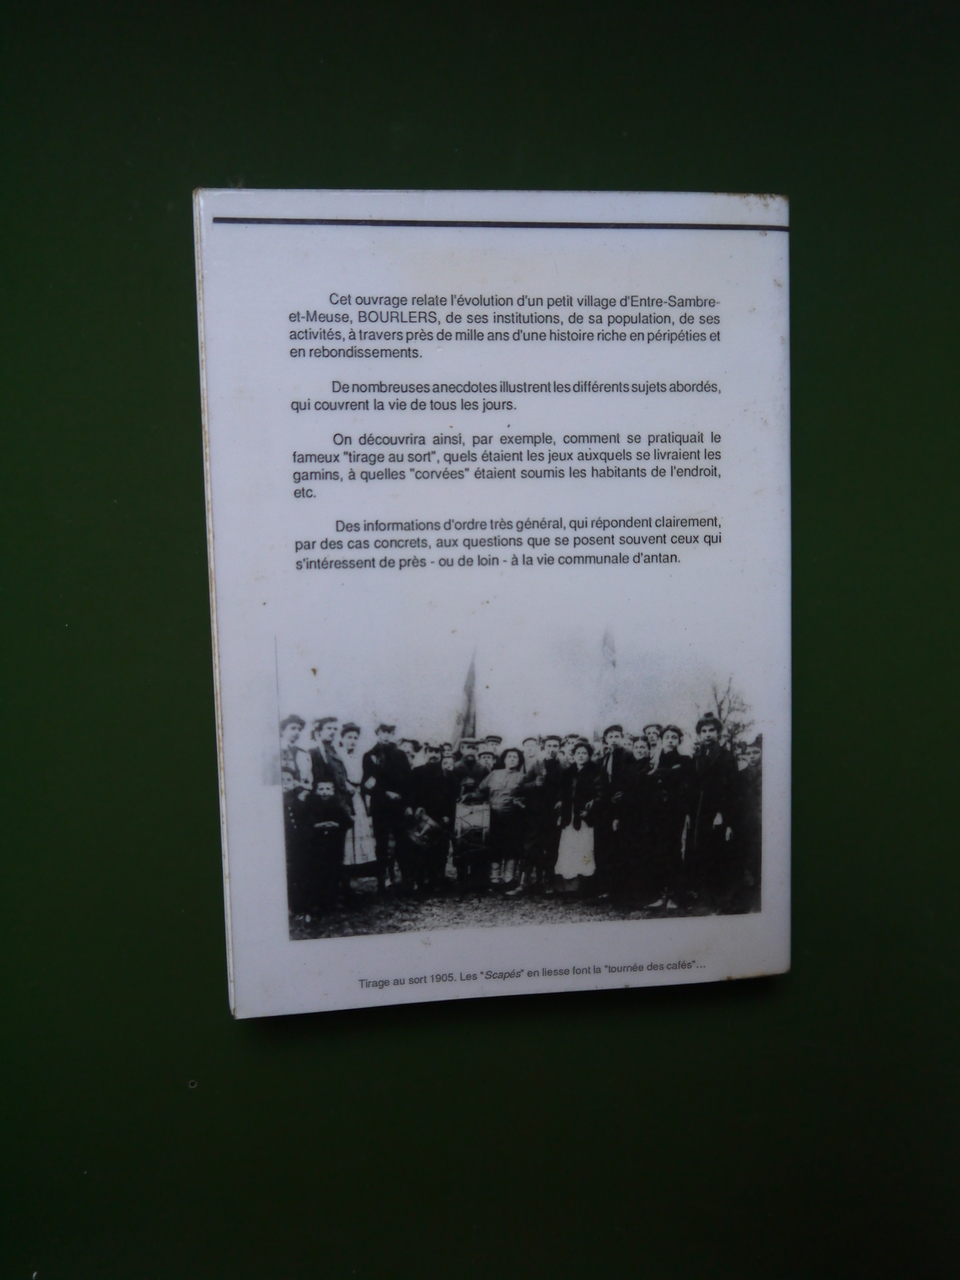 Cet ouvrage relate l'évolution d'un petit village d'Entre-Sambre-
et-Meuse, BOURLERS, de ses institutions, de sa population, de ses
activités, à travers près de mille ans d'une histoire riche en péripéties et
en rebondissements.
De nombreuses anecdotes illustrent les différents sujets abordés,
qui couvrent la vie de tous les jours.
On découvrira ainsi, par exemple, comment se pratiquait le
fameux "tirage au sort", quels étaient les jeux auxquels se livraient les
gamins, à quelles "corvées" étaient soumis les habitants de l'endroit,
etc.
Des informations d'ordre très général, qui répondent clairement,
par des cas concrets, aux questions que se posent souvent ceux qui
s'intéressent de près - ou de loin - à la vie communale d'antan.
Tirage au sort 1905. Les "Scapés" en liesse font la "tournée des cafés"...